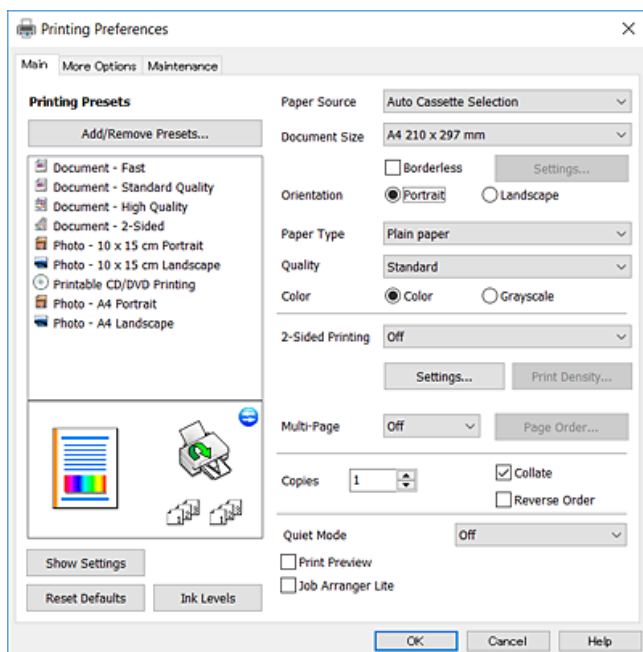 Printing Preferences
Main
More Options
Maintenance
Printing Presets
Add/Remove Presets...
Document - Fast
Document - Standard Quality
Document - High Quality
Document - 2-Sided
Photo - 10 x 15 cm Portrait
Photo - 10 x 15 cm Landscape
Printable CD/DVD Printing
Photo - A4 Portrait
Photo - A4 Landscape
Show Settings
Reset Defaults
Ink Levels
Paper Source
Auto Cassette Selection
Document Size
A4 210 x 297 mm
Borderless
Settings...
Orientation
Portrait
Landscape
Paper Type
Plain paper
Quality
Standard
Color
Color
Grayscale
2-Sided Printing
Off
Settings...
Print Density...
Multi-Page
Off
Page Order...
Copies
1
Collate
Reverse Order
Quiet Mode
Off
Print Preview
Job Arranger Lite
OK
Cancel
Help